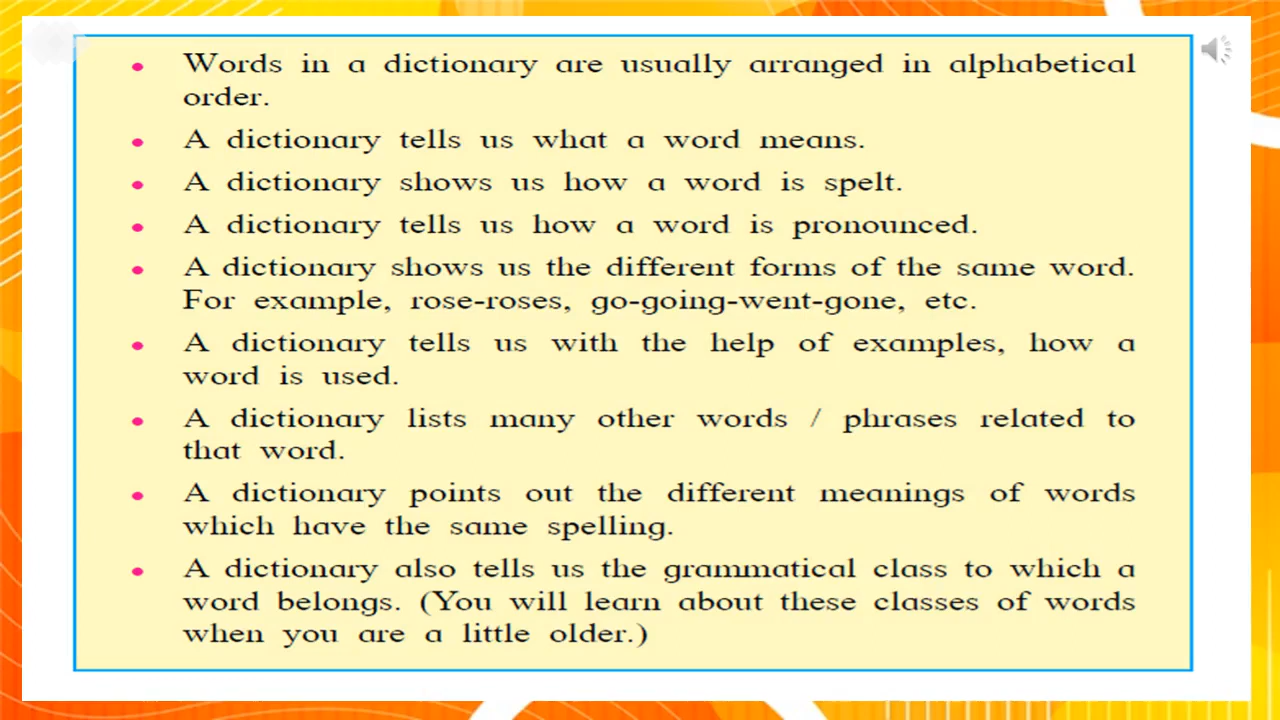 • Words in a dictionary are usually arranged in alphabetical
order.
• A dictionary tells us what a word means.
• A dictionary shows us how a word is spelt.
• A dictionary tells us how a word is pronounced.
• A dictionary shows us the different forms of the same word.
For example, rose-roses, go-going-went-gone, etc.
• A dictionary tells us with the help of examples, how a
word is used.
• A dictionary lists many other words / phrases related to
that word.
• A dictionary points out the different meanings of words
which have the same spelling.
• A dictionary also tells us the grammatical class to which a
word belongs. (You will learn about these classes of words
when you are a little older.)